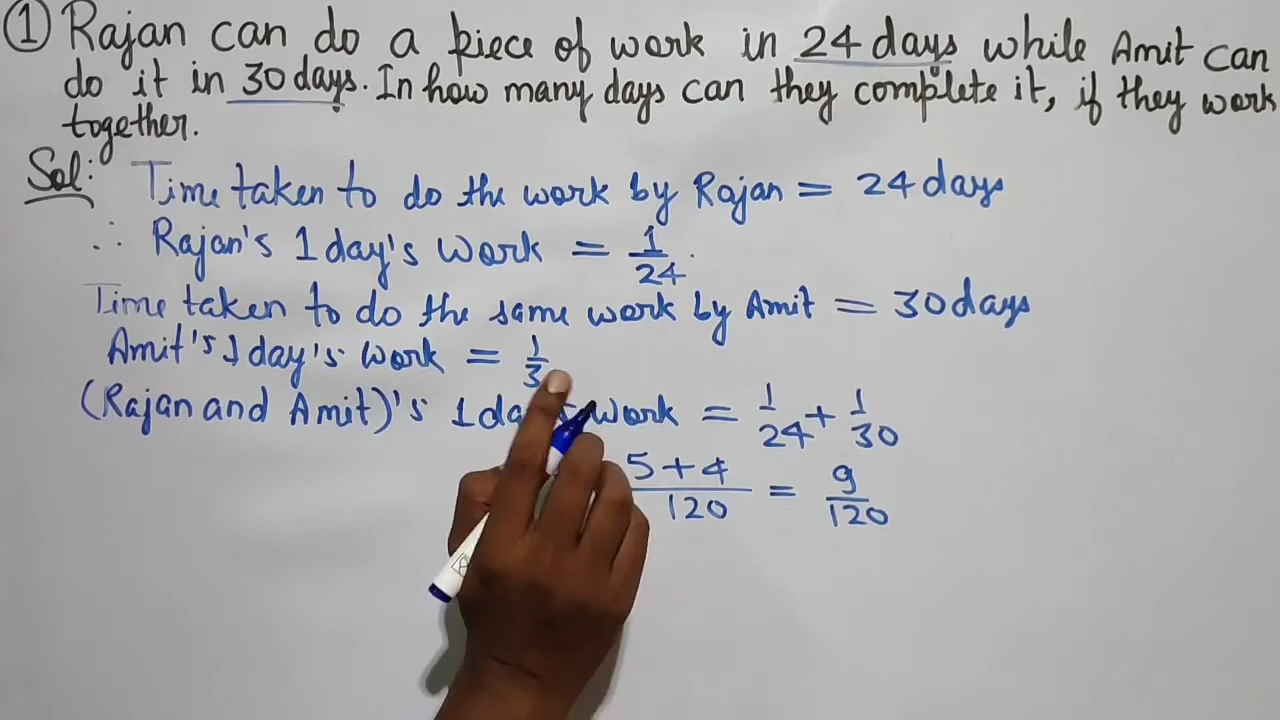 ① Rajan can do a piece of work in 24 days while Amit can
do it in 30 days. In how many days can they complete it, if they work
together.
Sol: Time taken to do the work by Rajan = 24 days
∴ Rajan's 1 day's work = 1/24
Time taken to do the same work by Amit = 30 days
Amit's 1 day's work = 1/3
(Rajan and Amit)'s 1 day's work = 1/24 + 1/30
5+4/120 = 9/120